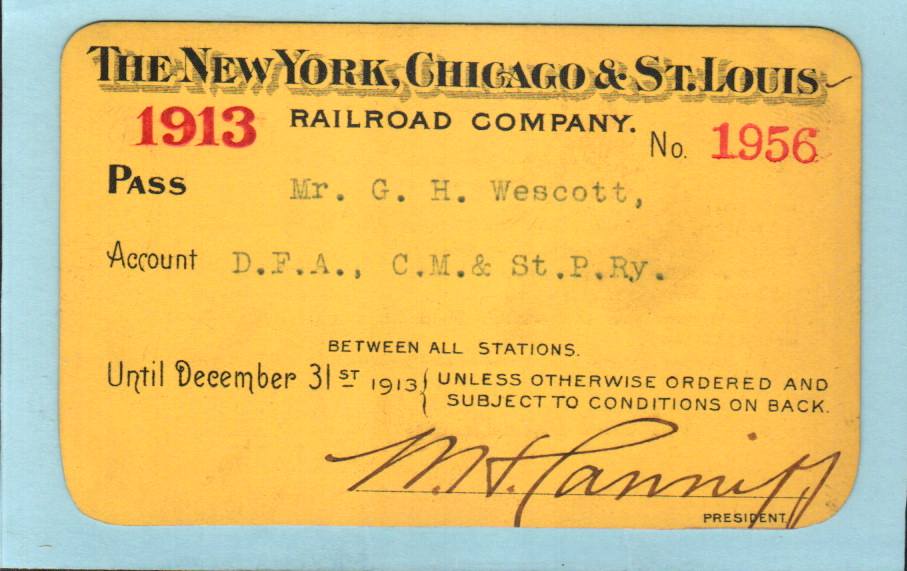 THE NEW YORK, CHICAGO & ST. LOUIS
1913 RAILROAD COMPANY. No. 1956
PASS Mr. G. H. Wescott,
Account D.F.A., C.M.& St.P.Ry.
BETWEEN ALL STATIONS.
Until December 31ST 1913 { UNLESS OTHERWISE ORDERED AND
SUBJECT TO CONDITIONS ON BACK.
M. H. Canniff
PRESIDENT.